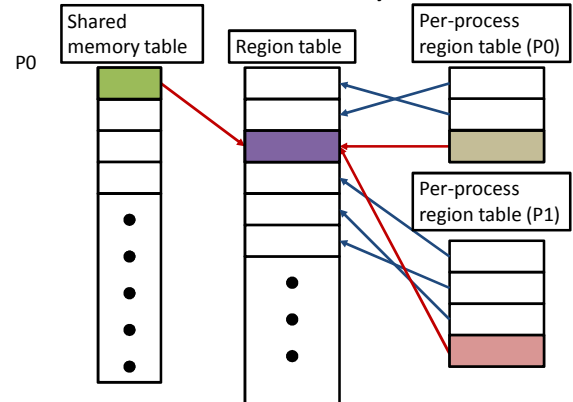 Shared
memory table
Region table
Per-process
region table (P0)
P0
Per-process
region table (P1)